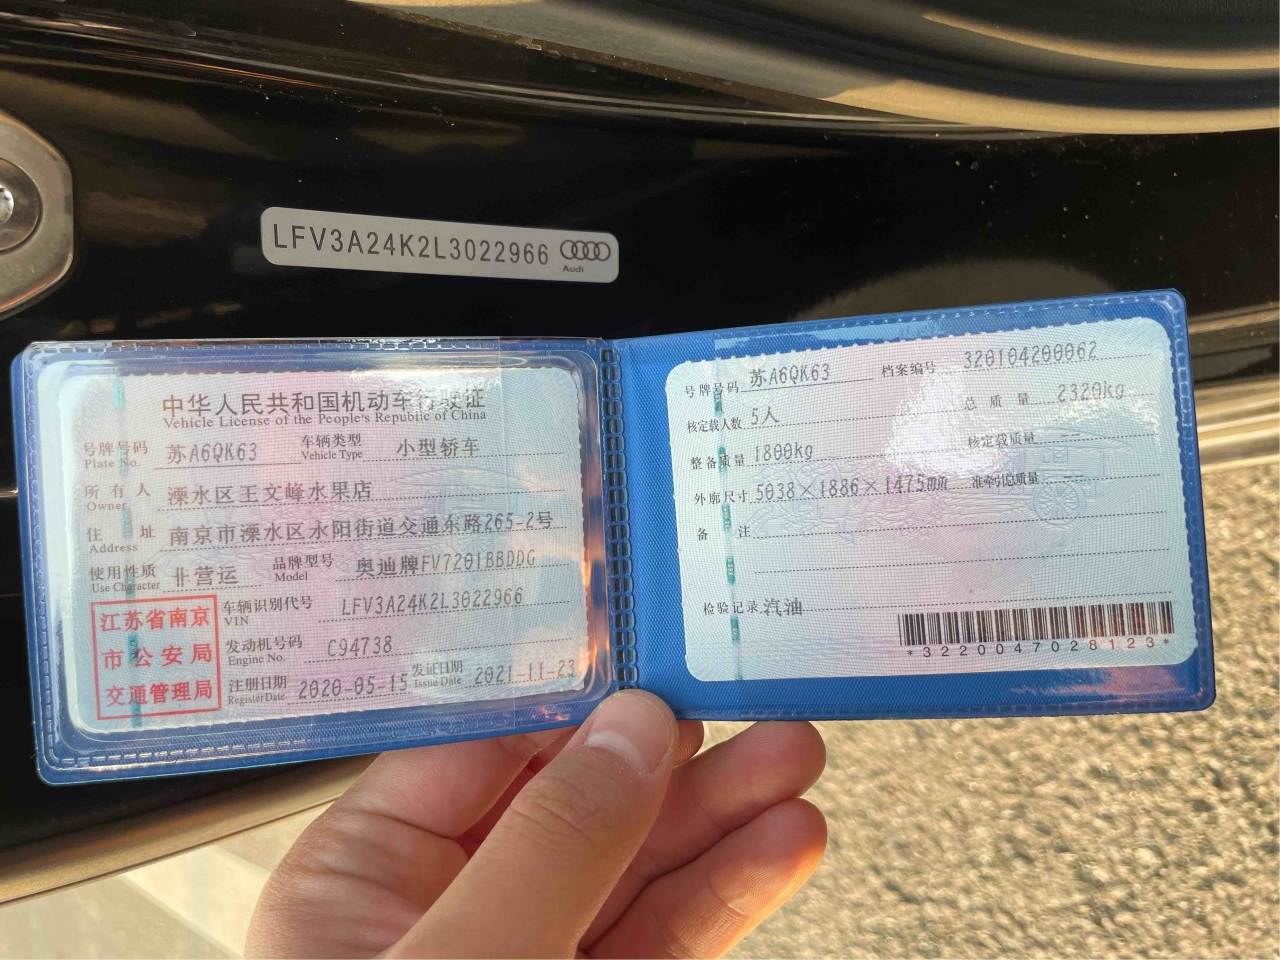 LFV3A24K2L3022966
Audi
中华人民共和国机动车行驶证
Vehicle License of the People's Republic of China
号牌号码 苏A6QK63 车辆类型 小型轿车
Plate No. Vehicle Type
所有人 溧水区王文峰水果店
Owner
住址 南京市溧水区永阳街道交通东路265-2号
Address
使用性质 非营运 品牌型号 奥迪牌FV7201BBDDG
Use Character Model
江苏省南京
市公安局
交通管理局
车辆识别代号 LFV3A24K2L3022966
VIN
发动机号码 C94738
Engine No.
注册日期 2020-05-15 发证日期 2021-11-23
Register Date Issue Date
号牌号码 苏A6QK63 档案编号 320104200062
核定载人数 5人 总质量 2320kg
整备质量 1800kg 核定载质量 --
外廓尺寸 5038×1886×1475mm 准牵引总质量 --
备注
检验记录 汽油
*3220047028123*